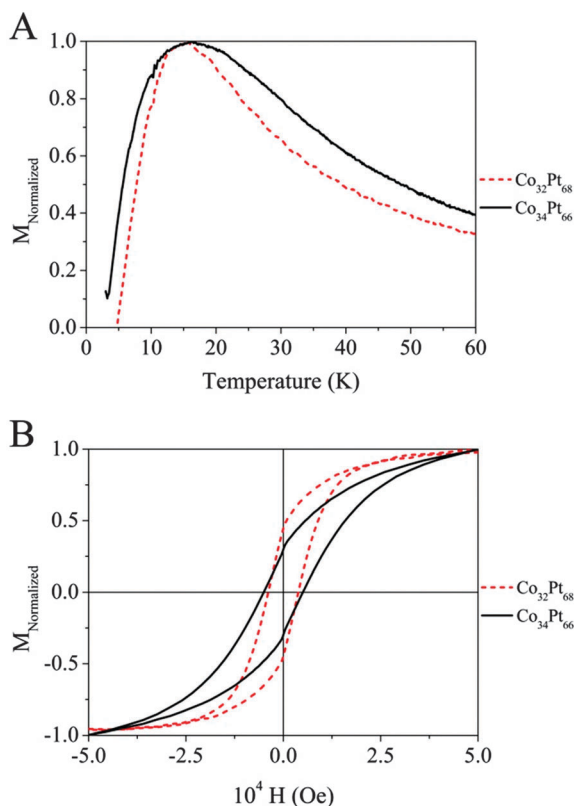 A
1.0
0.8
0.6
0.4
0.2
0.0
M_Normalized
0 10 20 30 40 50 60
Temperature (K)
Co₃₂Pt₆₈
Co₃₄Pt₆₆
B
1.0
0.5
0.0
-0.5
-1.0
M_Normalized
-5.0 -2.5 0.0 2.5 5.0
10⁴ H (Oe)
Co₃₂Pt₆₈
Co₃₄Pt₆₆